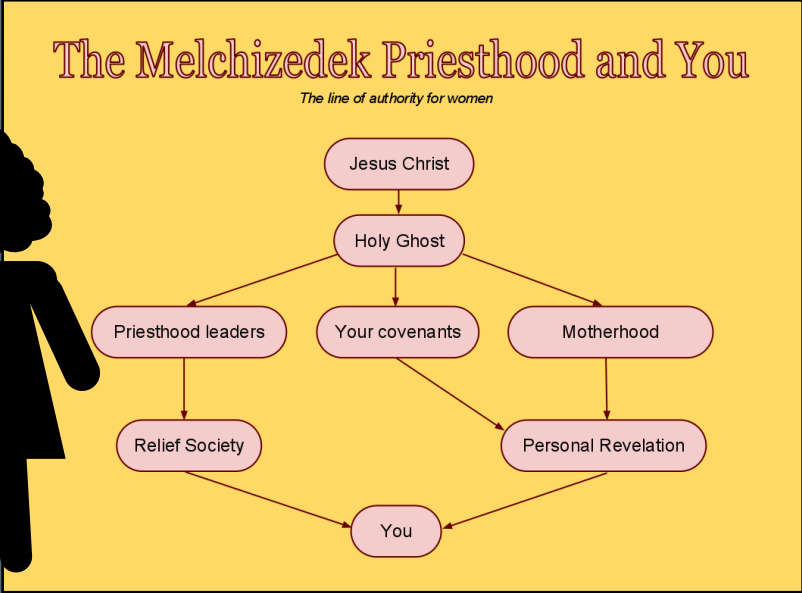 The Melchizedek Priesthood and You
The line of authority for women
Jesus Christ
Holy Ghost
Priesthood leaders
Your covenants
Motherhood
Relief Society
Personal Revelation
You